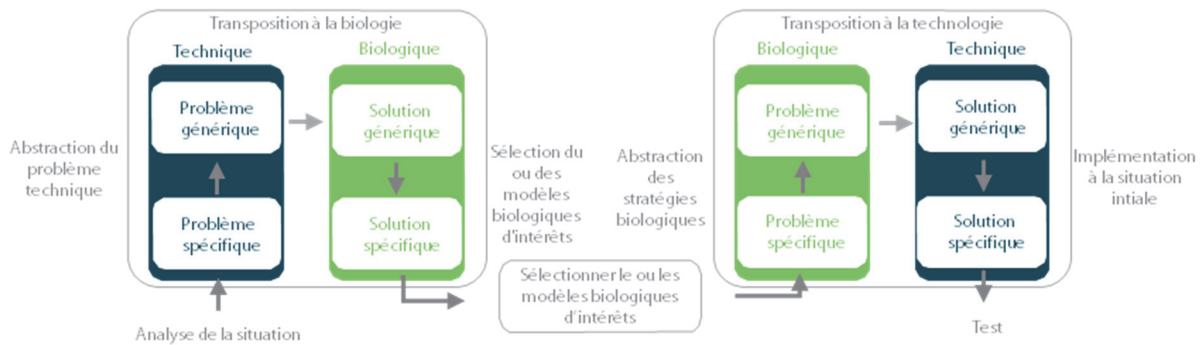 Transposition à la biologie
Technique
Biologique
Problème
générique
Solution
générique
Abstraction du
problème
technique
Problème
spécifique
Solution
spécifique
Sélection du
ou des
modèles
biologiques
d'intérêts
Analyse de la situation
Sélectionner le ou les
modèles biologiques
d'intérêts
Transposition à la technologie
Biologique
Technique
Problème
générique
Solution
générique
Abstraction
des
stratégies
biologiques
Problème
spécifique
Solution
spécifique
Implémentation
à la situation
intiale
Test